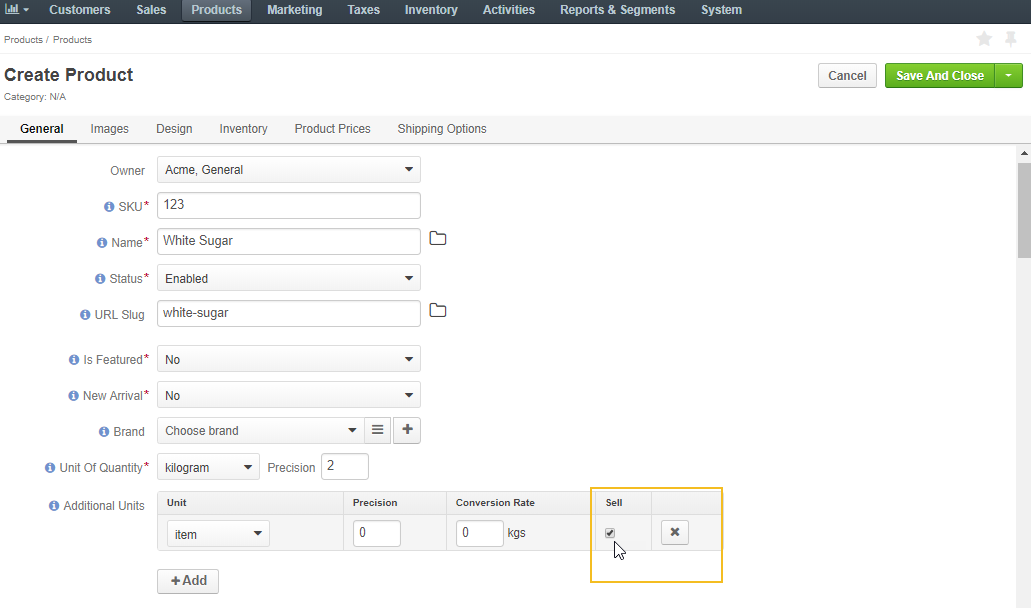 Customers Sales Products Marketing Taxes Inventory Activities Reports & Segments System
Products / Products
Create Product
Cancel Save And Close
Category: N/A
General Images Design Inventory Product Prices Shipping Options
Owner Acme, General
SKU* 123
Name* White Sugar
Status* Enabled
URL Slug white-sugar
Is Featured* No
New Arrival* No
Brand Choose brand
Unit Of Quantity* kilogram Precision 2
Additional Units Unit Precision Conversion Rate Sell
item 0 0 kgs
+ Add